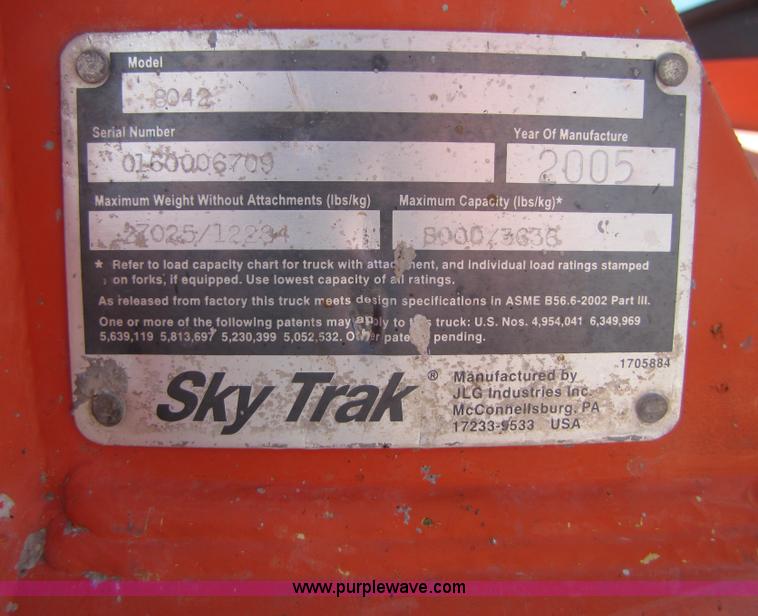 Model
8042
Serial Number
0160006709
Year Of Manufacture
2005
Maximum Weight Without Attachments (lbs/kg)
27025/12284
Maximum Capacity (lbs/kg)*
8000/3636
* Refer to load capacity chart for truck with attachment, and individual load ratings stamped
on forks, if equipped. Use lowest capacity of all ratings.
As released from factory this truck meets design specifications in ASME B56.6-2002 Part III.
One or more of the following patents may apply to this truck: U.S. Nos. 4,954,041 6,349,969
5,639,119 5,813,697 5,230,399 5,052,532. Other patents pending.
1705884
Sky Trak ®
Manufactured by
JLG Industries Inc.
McConnellsburg, PA
17233-9533 USA
www.purplewave.com